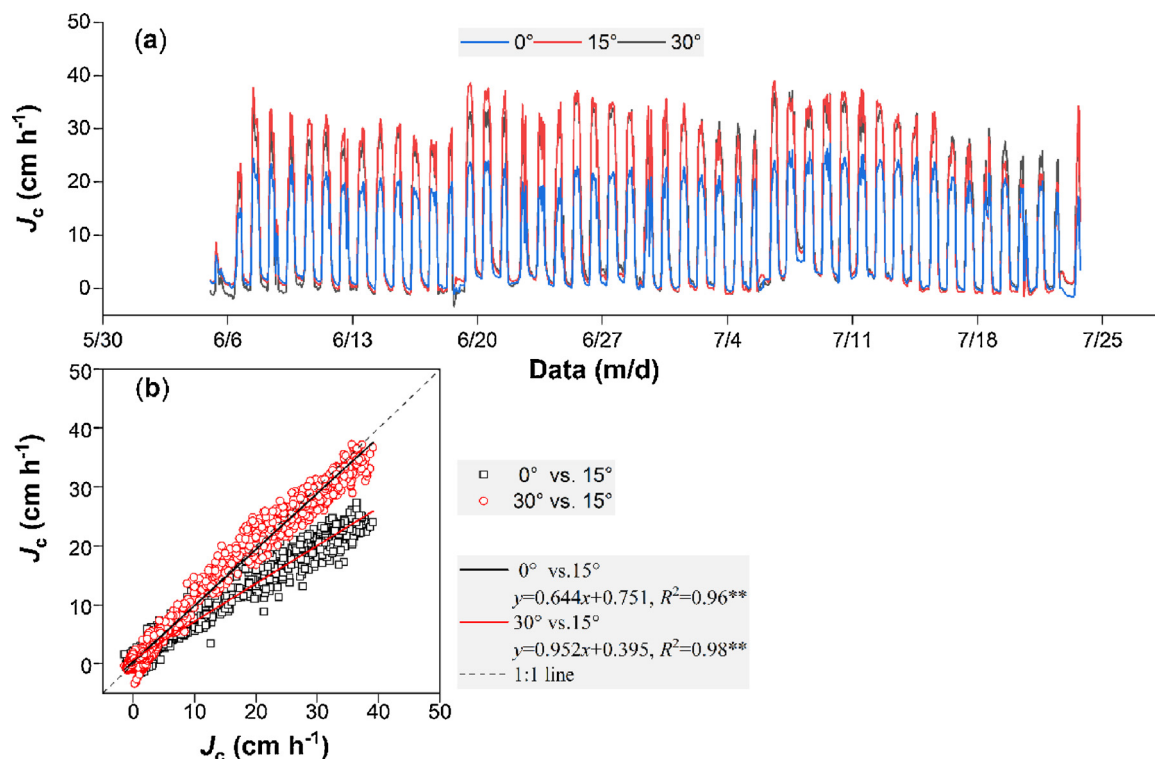 (a)
0° 15° 30°
50
40
30
20
10
0
Jc (cm h⁻¹)
5/30 6/6 6/13 6/20 6/27 7/4 7/11 7/18 7/25
Data (m/d)
(b)
50
40
30
20
10
0
Jc (cm h⁻¹)
0 10 20 30 40 50
Jc (cm h⁻¹)
0° vs. 15°
30° vs. 15°
0° vs.15°
y=0.644x+0.751, R²=0.96**
30° vs.15°
y=0.952x+0.395, R²=0.98**
1:1 line